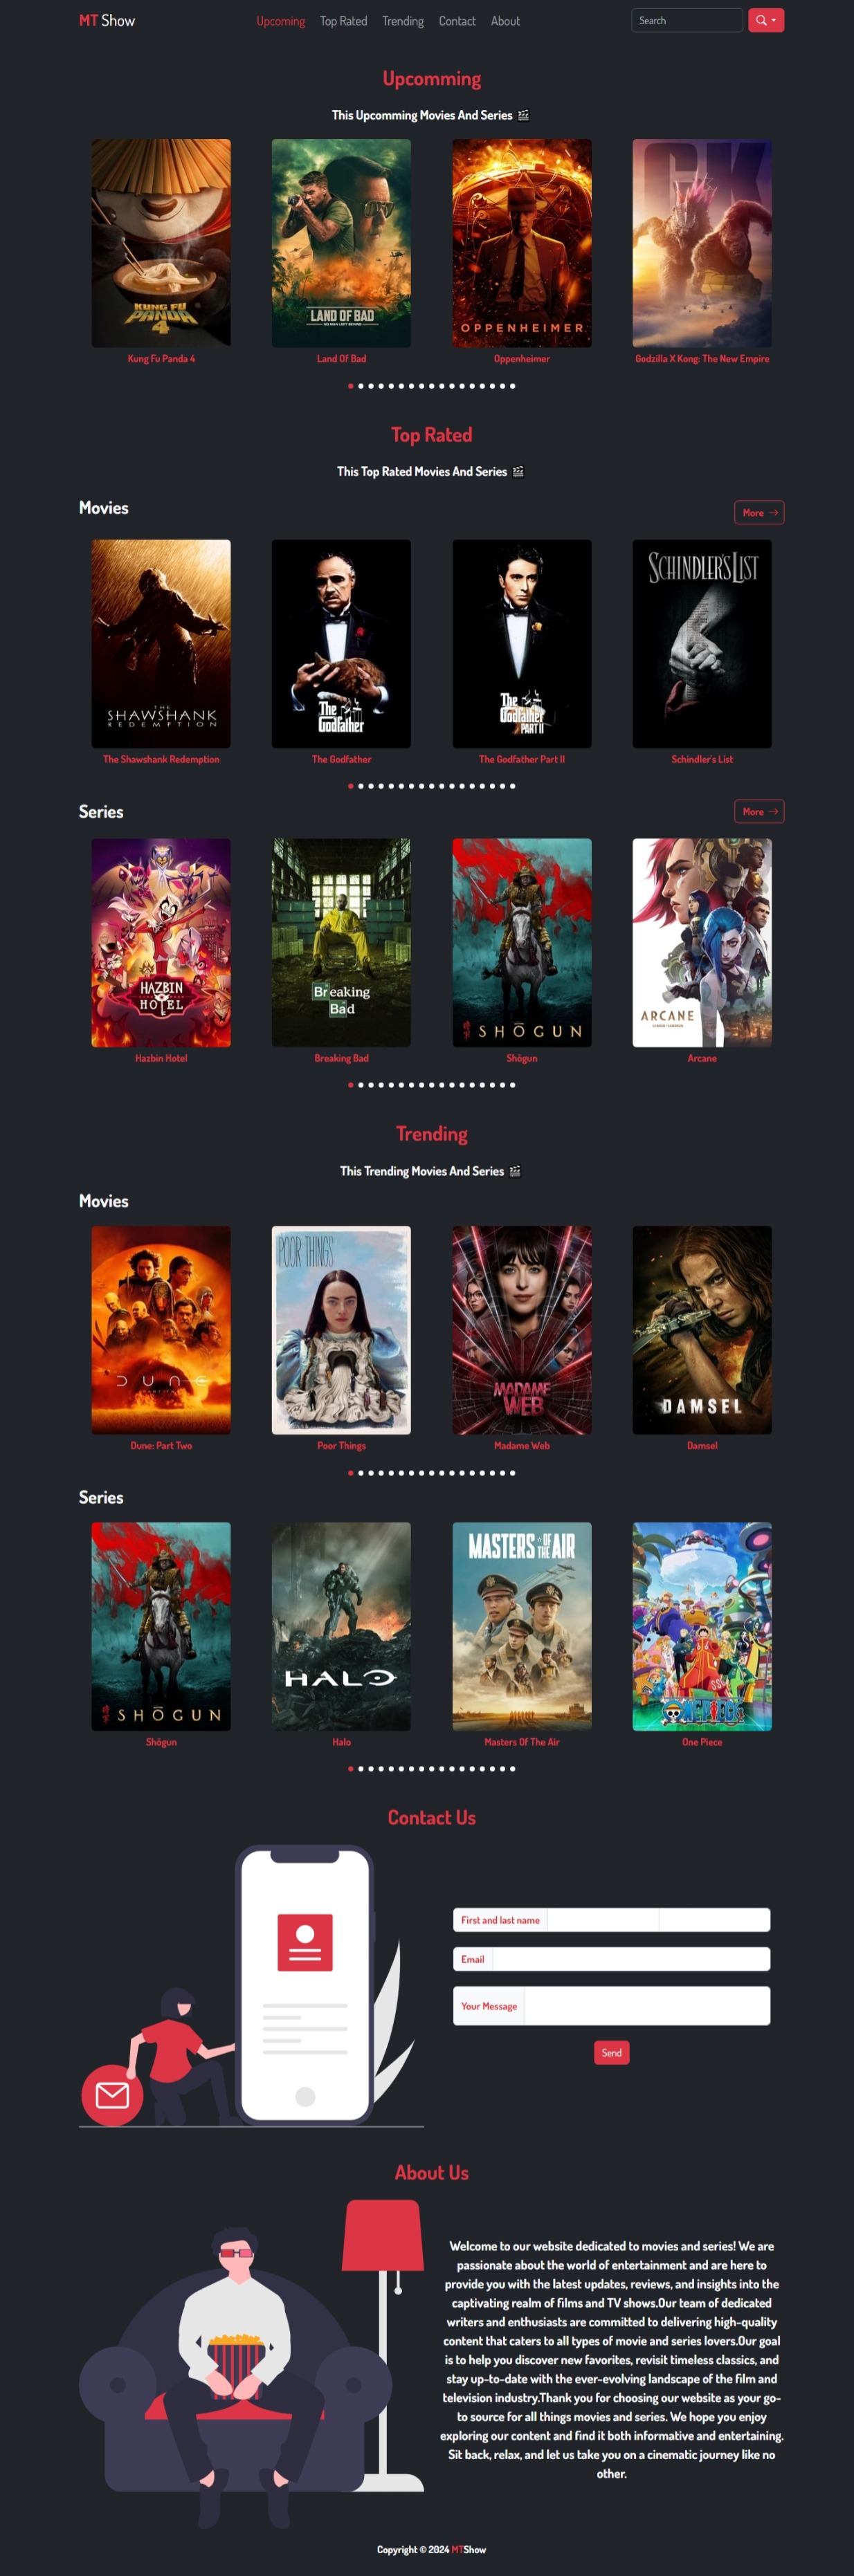 MT Show
Upcoming Top Rated Trending Contact About
Search
Upcomming
This Upcomming Movies And Series
KUNG FU
PANDA
4
LAND OF BAD
OPPENHEIMER
GK
Kung Fu Panda 4
Land Of Bad
Oppenheimer
Godzilla X Kong: The New Empire
Top Rated
This Top Rated Movies And Series
Movies
More
THE
SHAWSHANK
REDEMPTION
The
Godfather
The
Godfather
PART II
SCHINDLER'S LIST
The Shawshank Redemption
The Godfather
The Godfather Part II
Schindler's List
Series
More
HAZBIN
HOTEL
Breaking
Bad
SHŌGUN
ARCANE
Hazbin Hotel
Breaking Bad
Shōgun
Arcane
Trending
This Trending Movies And Series
Movies
DUNE
POOR THINGS
MADAME
WEB
DAMSEL
Dune: Part Two
Poor Things
Madame Web
Damsel
Series
SHŌGUN
HALO
MASTERS OF THE AIR
ONE PIECE
Shōgun
Halo
Masters Of The Air
One Piece
Contact Us
First and last name
Email
Your Message
Send
About Us
Welcome to our website dedicated to movies and series! We are
passionate about the world of entertainment and are here to
provide you with the latest updates, reviews, and insights into the
captivating realm of films and TV shows.Our team of dedicated
writers and enthusiasts are committed to delivering high-quality
content that caters to all types of movie and series lovers.Our goal
is to help you discover new favorites, revisit timeless classics, and
stay up-to-date with the ever-evolving landscape of the film and
television industry.Thank you for choosing our website as your go-
to source for all things movies and series. We hope you enjoy
exploring our content and find it both informative and entertaining.
Sit back, relax, and let us take you on a cinematic journey like no
other.
Copyright © 2024 MTShow